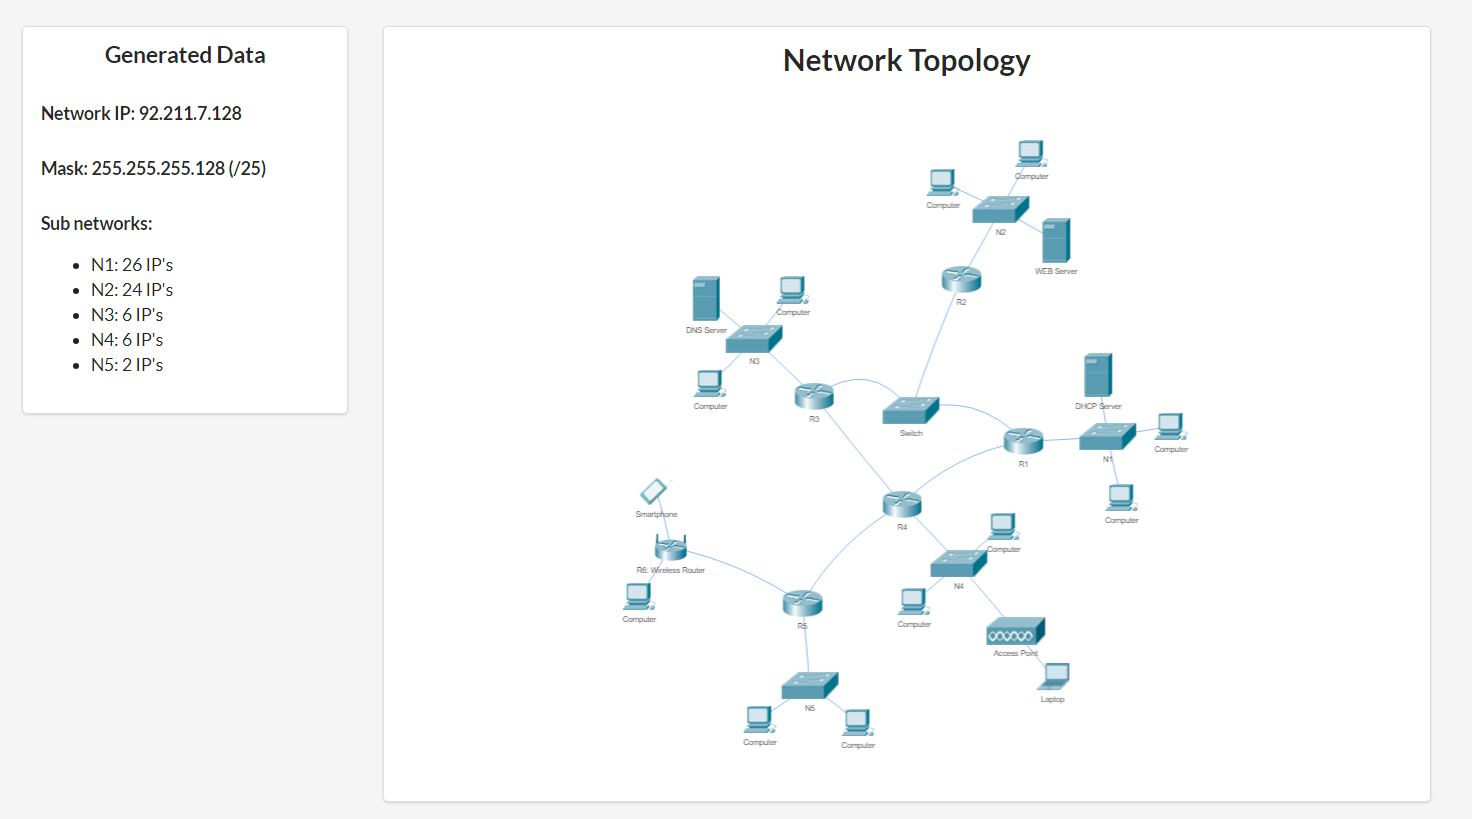 Generated Data
Network IP: 92.211.7.128
Mask: 255.255.255.128 (/25)
Sub networks:
N1: 26 IP's
N2: 24 IP's
N3: 6 IP's
N4: 6 IP's
N5: 2 IP's
Network Topology
Computer
Computer
N2
WEB Server
R2
DNS Server
Computer
N3
Computer
R3
Switch
DHCP Server
R1
N1
Computer
Computer
Smartphone
R4
Computer
R6: Wireless Router
Computer
N4
Computer
R5
Access Point
Laptop
N5
Computer
Computer